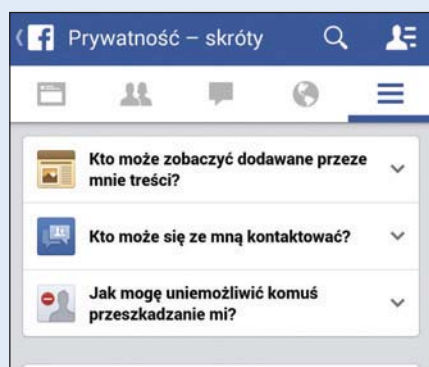 Prywatność – skróty
Kto może zobaczyć dodawane przeze
mnie treści?
Kto może się ze mną kontaktować?
Jak mogę uniemożliwić komuś
przeszkadzanie mi?